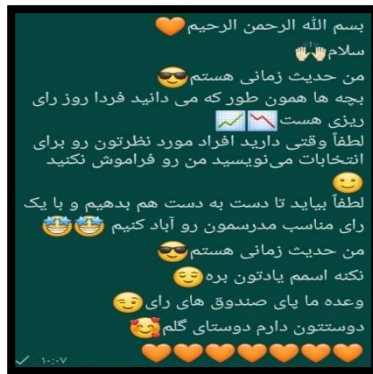 بسم الله الرحمن الرحیم🧡
سلام🙌🏻
من حدیث زمانی هستم😎
بچه ها همون طور که می دانید فردا روز رای
ریزی هست📉📈
لطفاً وقتی دارید افراد مورد نظرتون رو برای
انتخابات می‌نویسید من رو فراموش نکنید
🙂
لطفاً بیاید تا دست به دست هم بدهیم و با یک
رای مناسب مدرسمون رو آباد کنیم🤩🤩
من حدیث زمانی هستم😎
نکنه اسمم یادتون بره😌
وعده ما پای صندوق های رای😉
دوستتون دارم دوستای گلم🥰
🧡🧡🧡🧡🧡🧡🧡
۱۰:۰۷ ✓